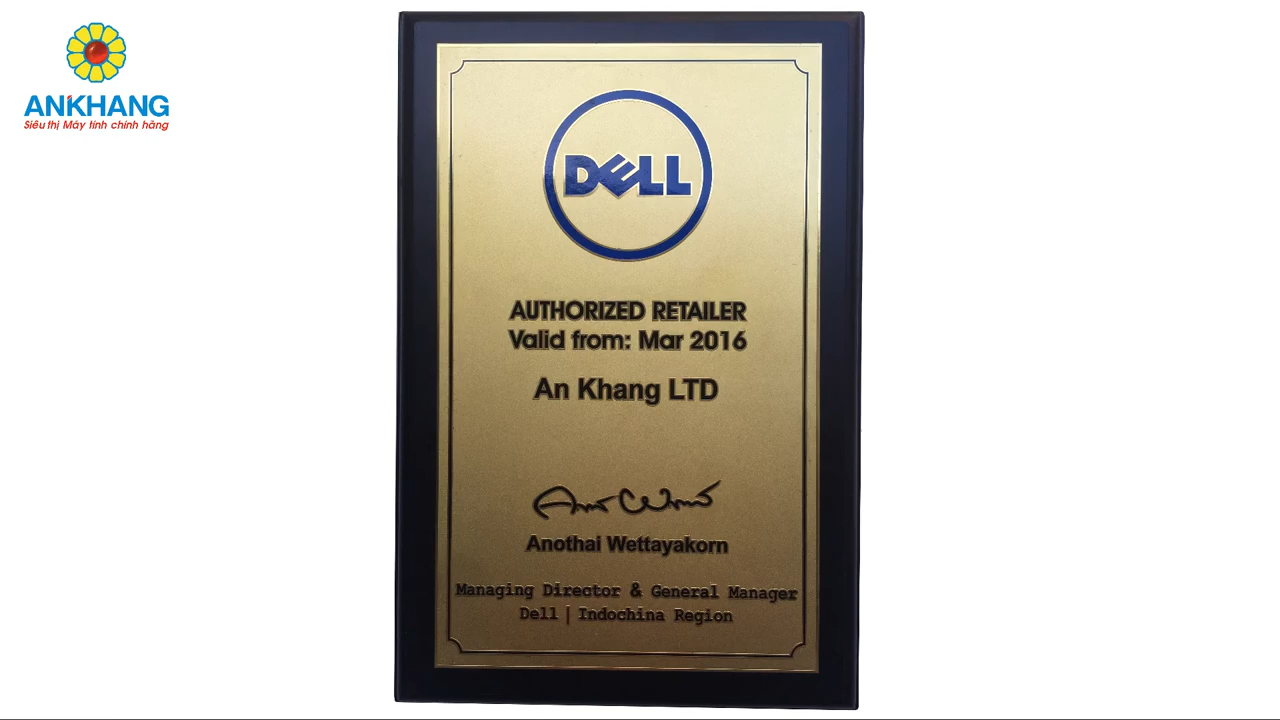 ANKHANG
Siêu thị Máy tính chính hãng
DELL
AUTHORIZED RETAILER
Valid from: Mar 2016
An Khang LTD
Anothai Wettayakorn
Managing Director & General Manager
Dell | Indochina Region